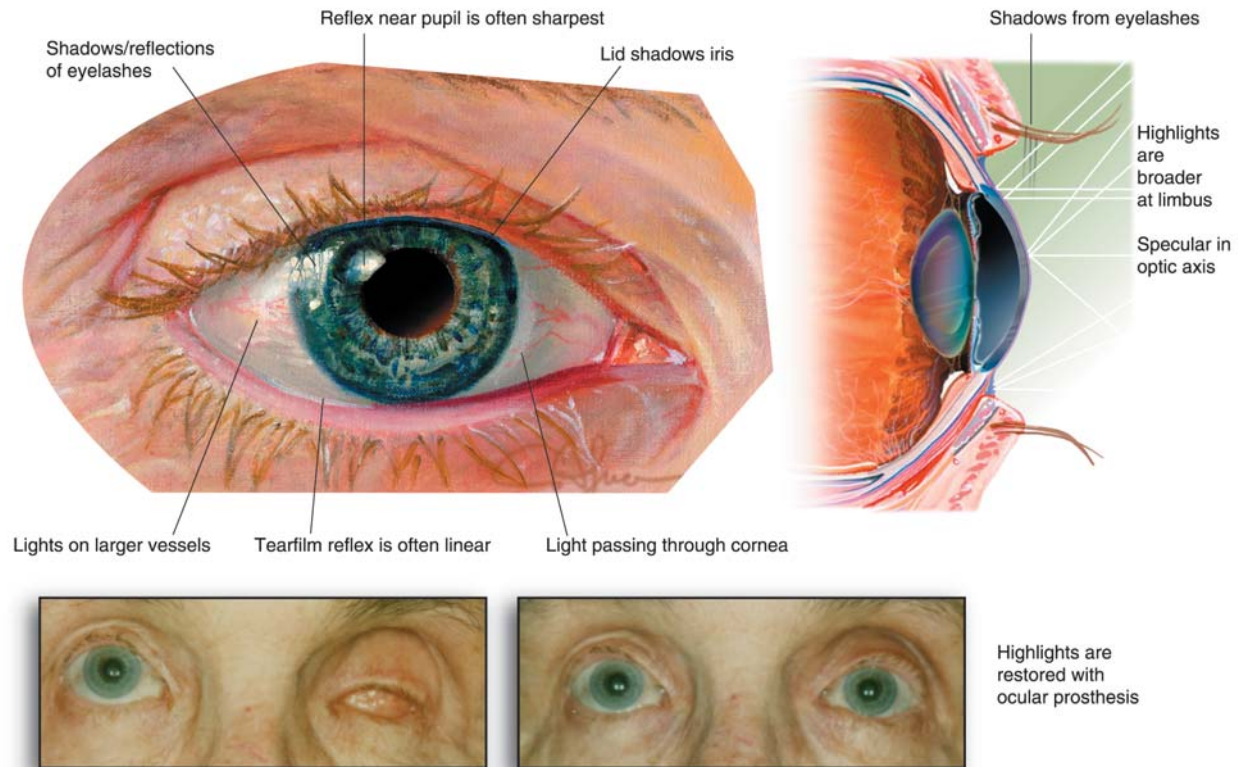 Reflex near pupil is often sharpest
Shadows from eyelashes
Shadows/reflections
of eyelashes
Lid shadows iris
Highlights
are
broader
at limbus
Specular in
optic axis
Lights on larger vessels
Tearfilm reflex is often linear
Light passing through cornea
Highlights are
restored with
ocular prosthesis